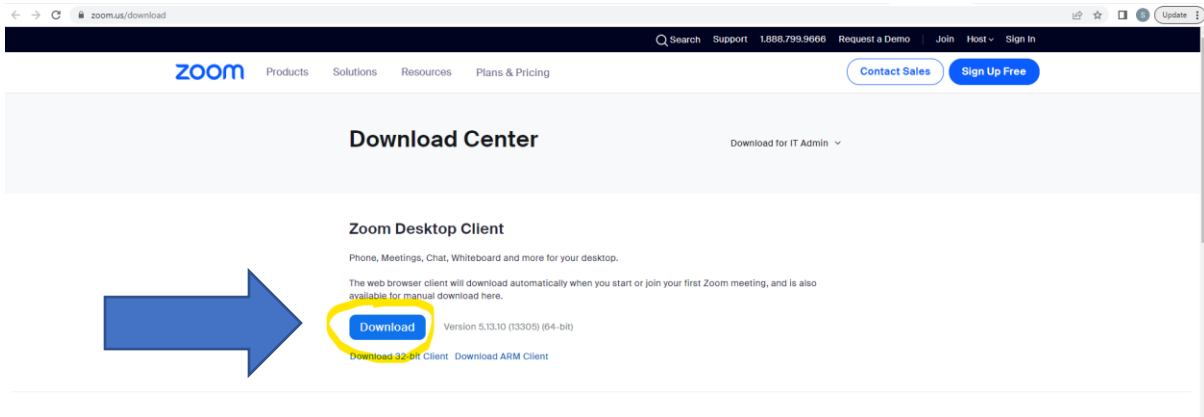 zoom.us/download
S
Update
Search Support 1.888.799.9666 Request a Demo Join Host Sign In
zoom Products Solutions Resources Plans & Pricing Contact Sales Sign Up Free
Download Center
Download for IT Admin
Zoom Desktop Client
Phone, Meetings, Chat, Whiteboard and more for your desktop.
The web browser client will download automatically when you start or join your first Zoom meeting, and is also
available for manual download here.
Download Version 5.13.10 (13305) (64-bit)
Download 32-bit Client Download ARM Client